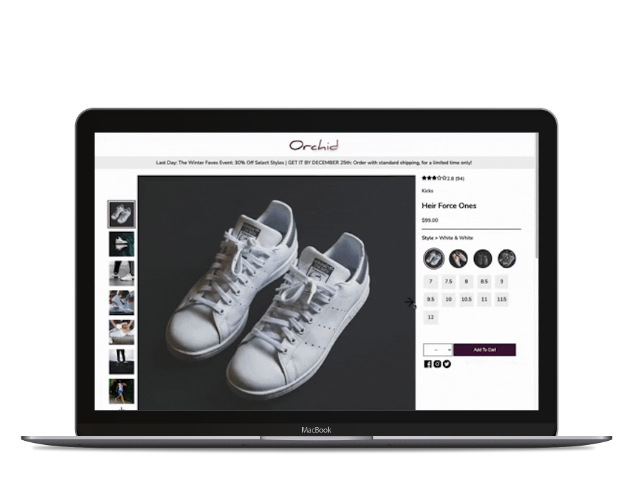 Orchid
Last Day: The Winter Faves Event: 30% Off Select Styles | GET IT BY DECEMBER 25th: Order with standard shipping, for a limited time only!
2.8 (94)
Kicks
Heir Force Ones
$99.00
Style > White & White
7 7.5 8 8.5 9
9.5 10 10.5 11 11.5
12
Add To Cart
MacBook